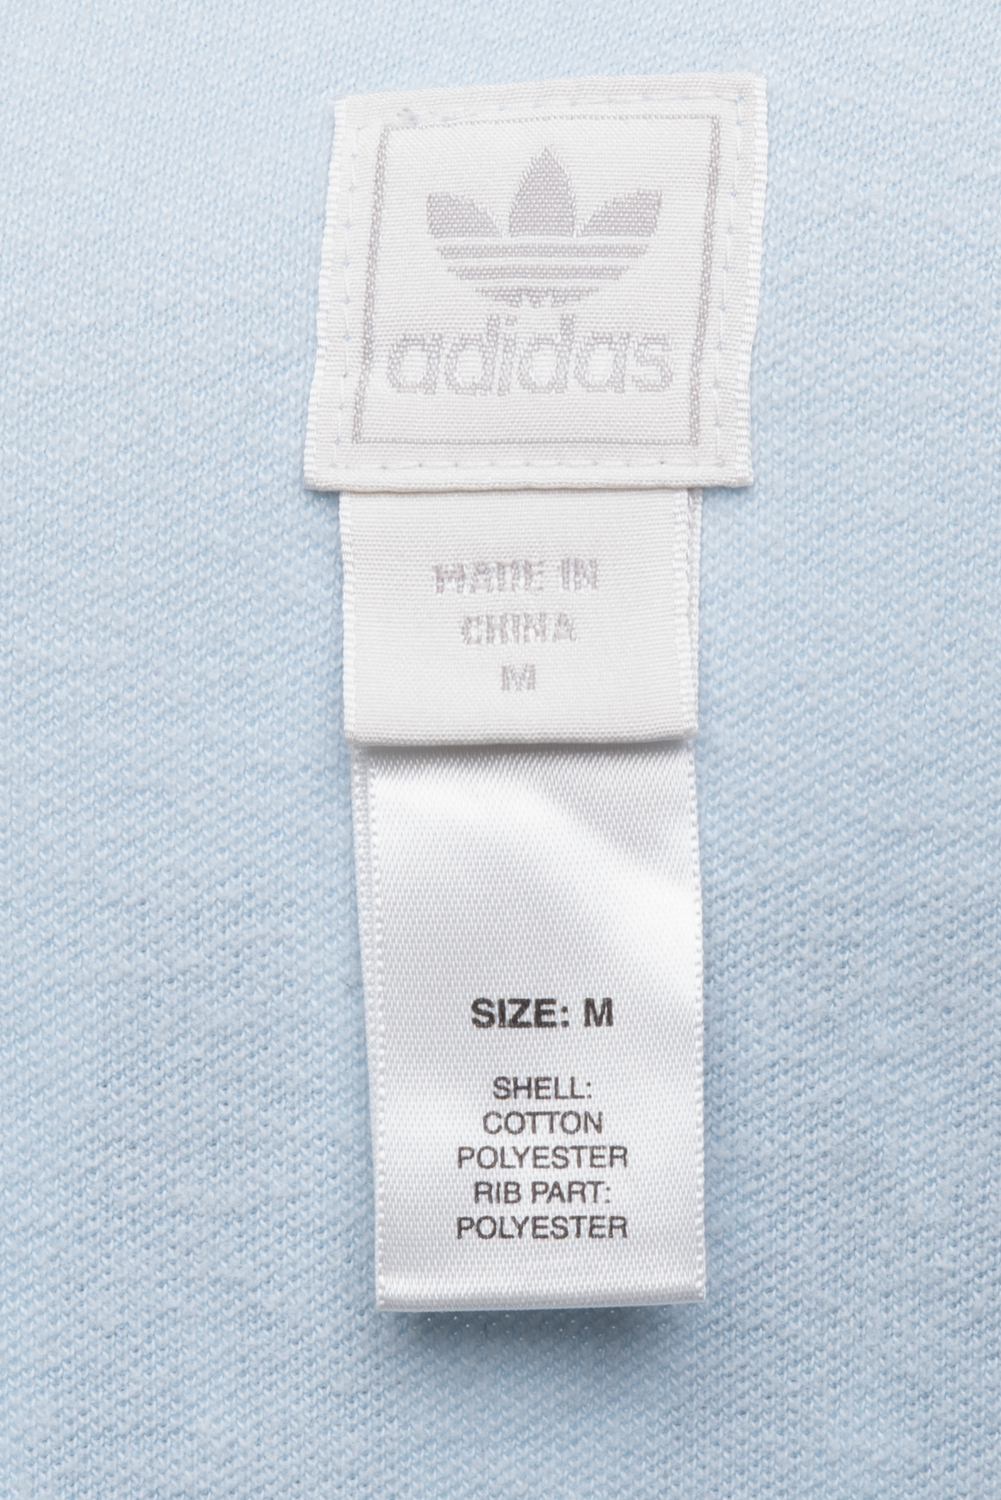 adidas
MADE IN
CHINA
M
SIZE: M
SHELL:
COTTON
POLYESTER
RIB PART:
POLYESTER